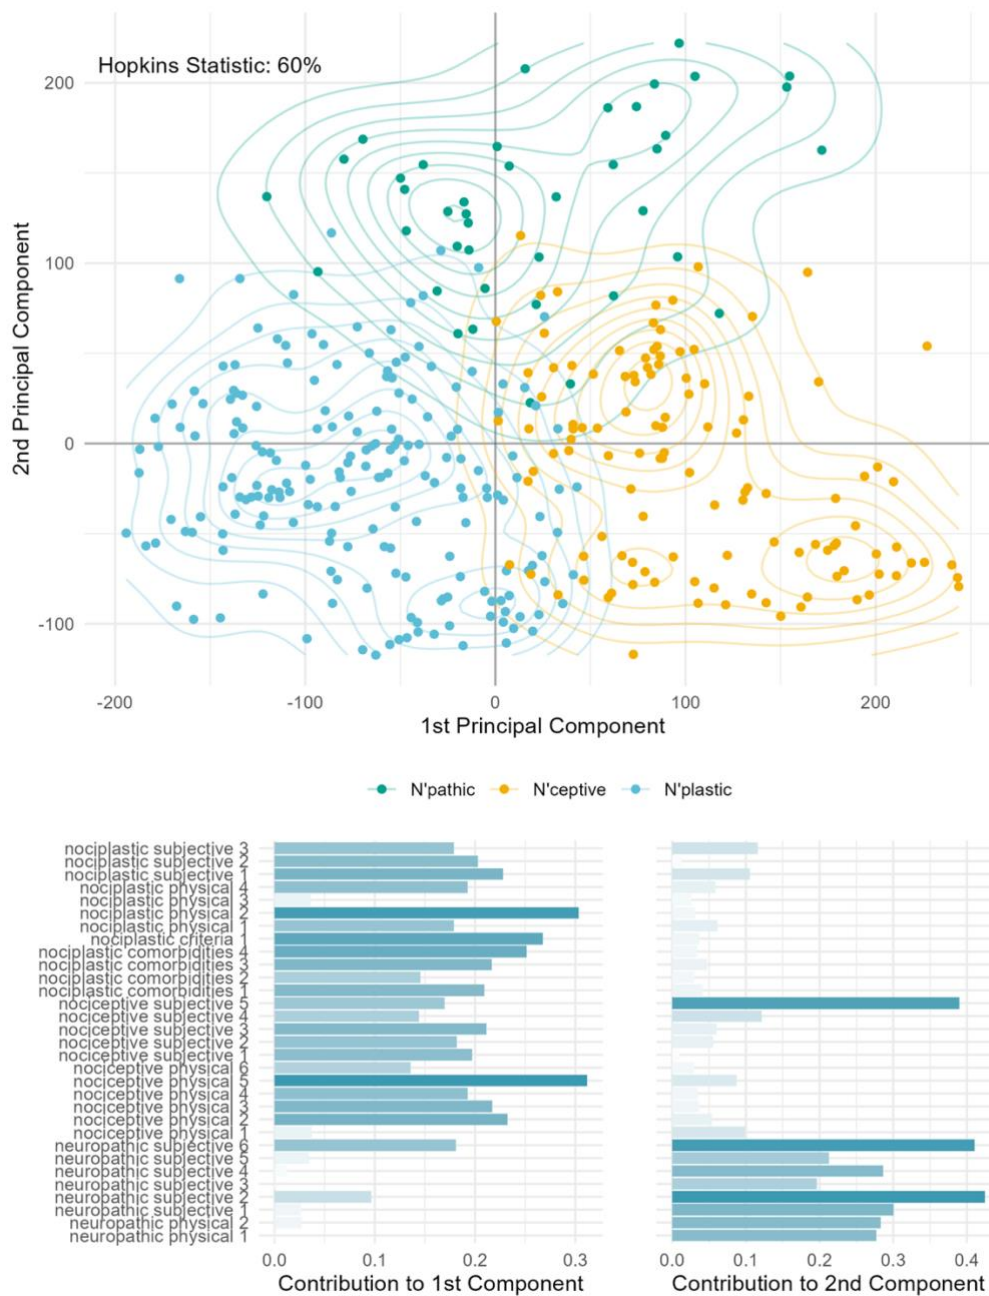 Hopkins Statistic: 60%
200
100
0
-100
2nd Principal Component
-200 -100 0 100 200
1st Principal Component
N'pathic N'ceptive N'plastic
nociplastic subjective 3
nociplastic subjective 2
nociplastic subjective 1
nociplastic physical 4
nociplastic physical 3
nociplastic physical 2
nociplastic physical 1
nociplastic criteria 1
nociplastic comorbidities 4
nociplastic comorbidities 3
nociplastic comorbidities 2
nociplastic comorbidities 1
nociceptive subjective 5
nociceptive subjective 4
nociceptive subjective 3
nociceptive subjective 2
nociceptive subjective 1
nociceptive physical 6
nociceptive physical 5
nociceptive physical 4
nociceptive physical 3
nociceptive physical 2
nociceptive physical 1
neuropathic subjective 6
neuropathic subjective 5
neuropathic subjective 4
neuropathic subjective 3
neuropathic subjective 2
neuropathic subjective 1
neuropathic physical 2
neuropathic physical 1
0.0 0.1 0.2 0.3
Contribution to 1st Component
0.0 0.1 0.2 0.3 0.4
Contribution to 2nd Component